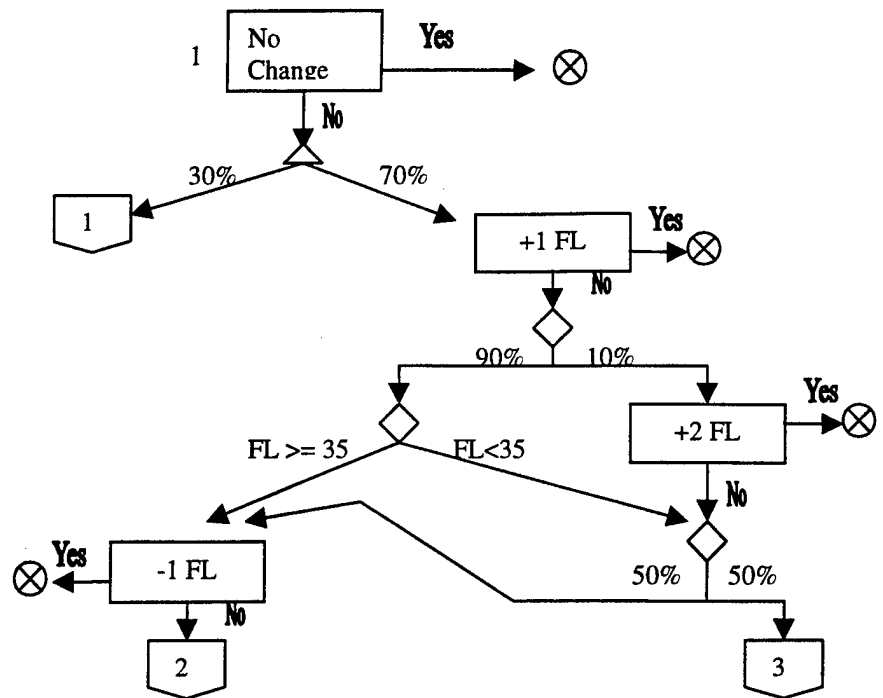 1
No
Change
Yes
No
30%
70%
1
+1 FL
Yes
No
90%
10%
+2 FL
Yes
FL >= 35
FL<35
No
-1 FL
Yes
50%
50%
No
2
3